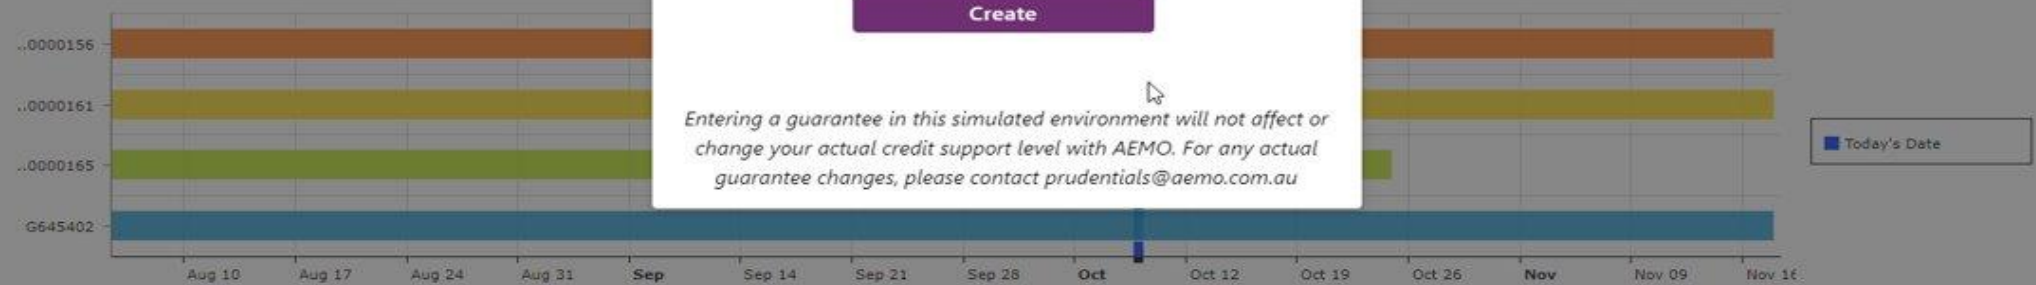 Create
..0000156
..0000161
Entering a guarantee in this simulated environment will not affect or
change your actual credit support level with AEMO. For any actual
guarantee changes, please contact prudentials@aemo.com.au
Today's Date
..0000165
G645402
Aug 10 Aug 17 Aug 24 Aug 31 Sep Sep 14 Sep 21 Sep 28 Oct Oct 12 Oct 19 Oct 26 Nov Nov 09 Nov 16